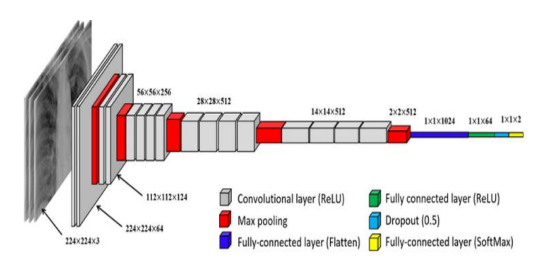 56×56×256
28×28×512
14×14×512
2×2×512
1×1×1024
1×1×64
1×1×2
112×112×124
224×224×64
224×224×3
Convolutional layer (ReLU)
Max pooling
Fully-connected layer (Flatten)
Fully connected layer (ReLU)
Dropout (0.5)
Fully-connected layer (SoftMax)